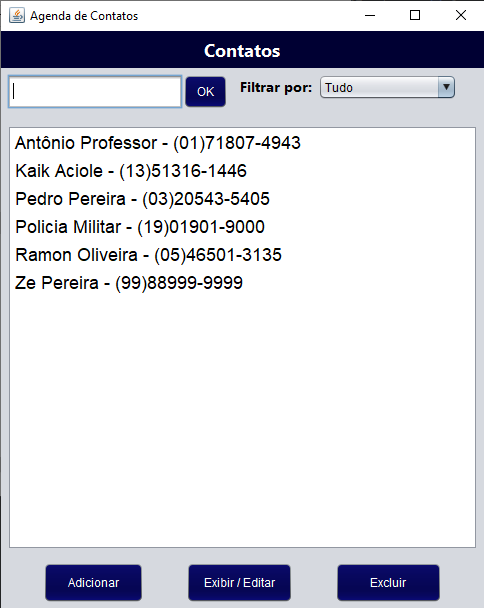 Agenda de Contatos
Contatos
OK Filtrar por: Tudo
Antônio Professor - (01)71807-4943
Kaik Aciole - (13)51316-1446
Pedro Pereira - (03)20543-5405
Policia Militar - (19)01901-9000
Ramon Oliveira - (05)46501-3135
Ze Pereira - (99)88999-9999
Adicionar Exibir / Editar Excluir